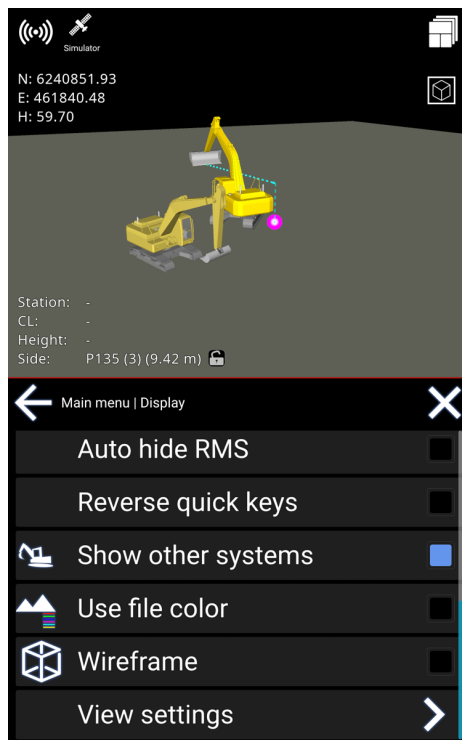 Simulator
N: 6240851.93
E: 461840.48
H: 59.70
Station: -
CL: -
Height: -
Side: P135 (3) (9.42 m)
Main menu | Display
Auto hide RMS
Reverse quick keys
Show other systems
Use file color
Wireframe
View settings